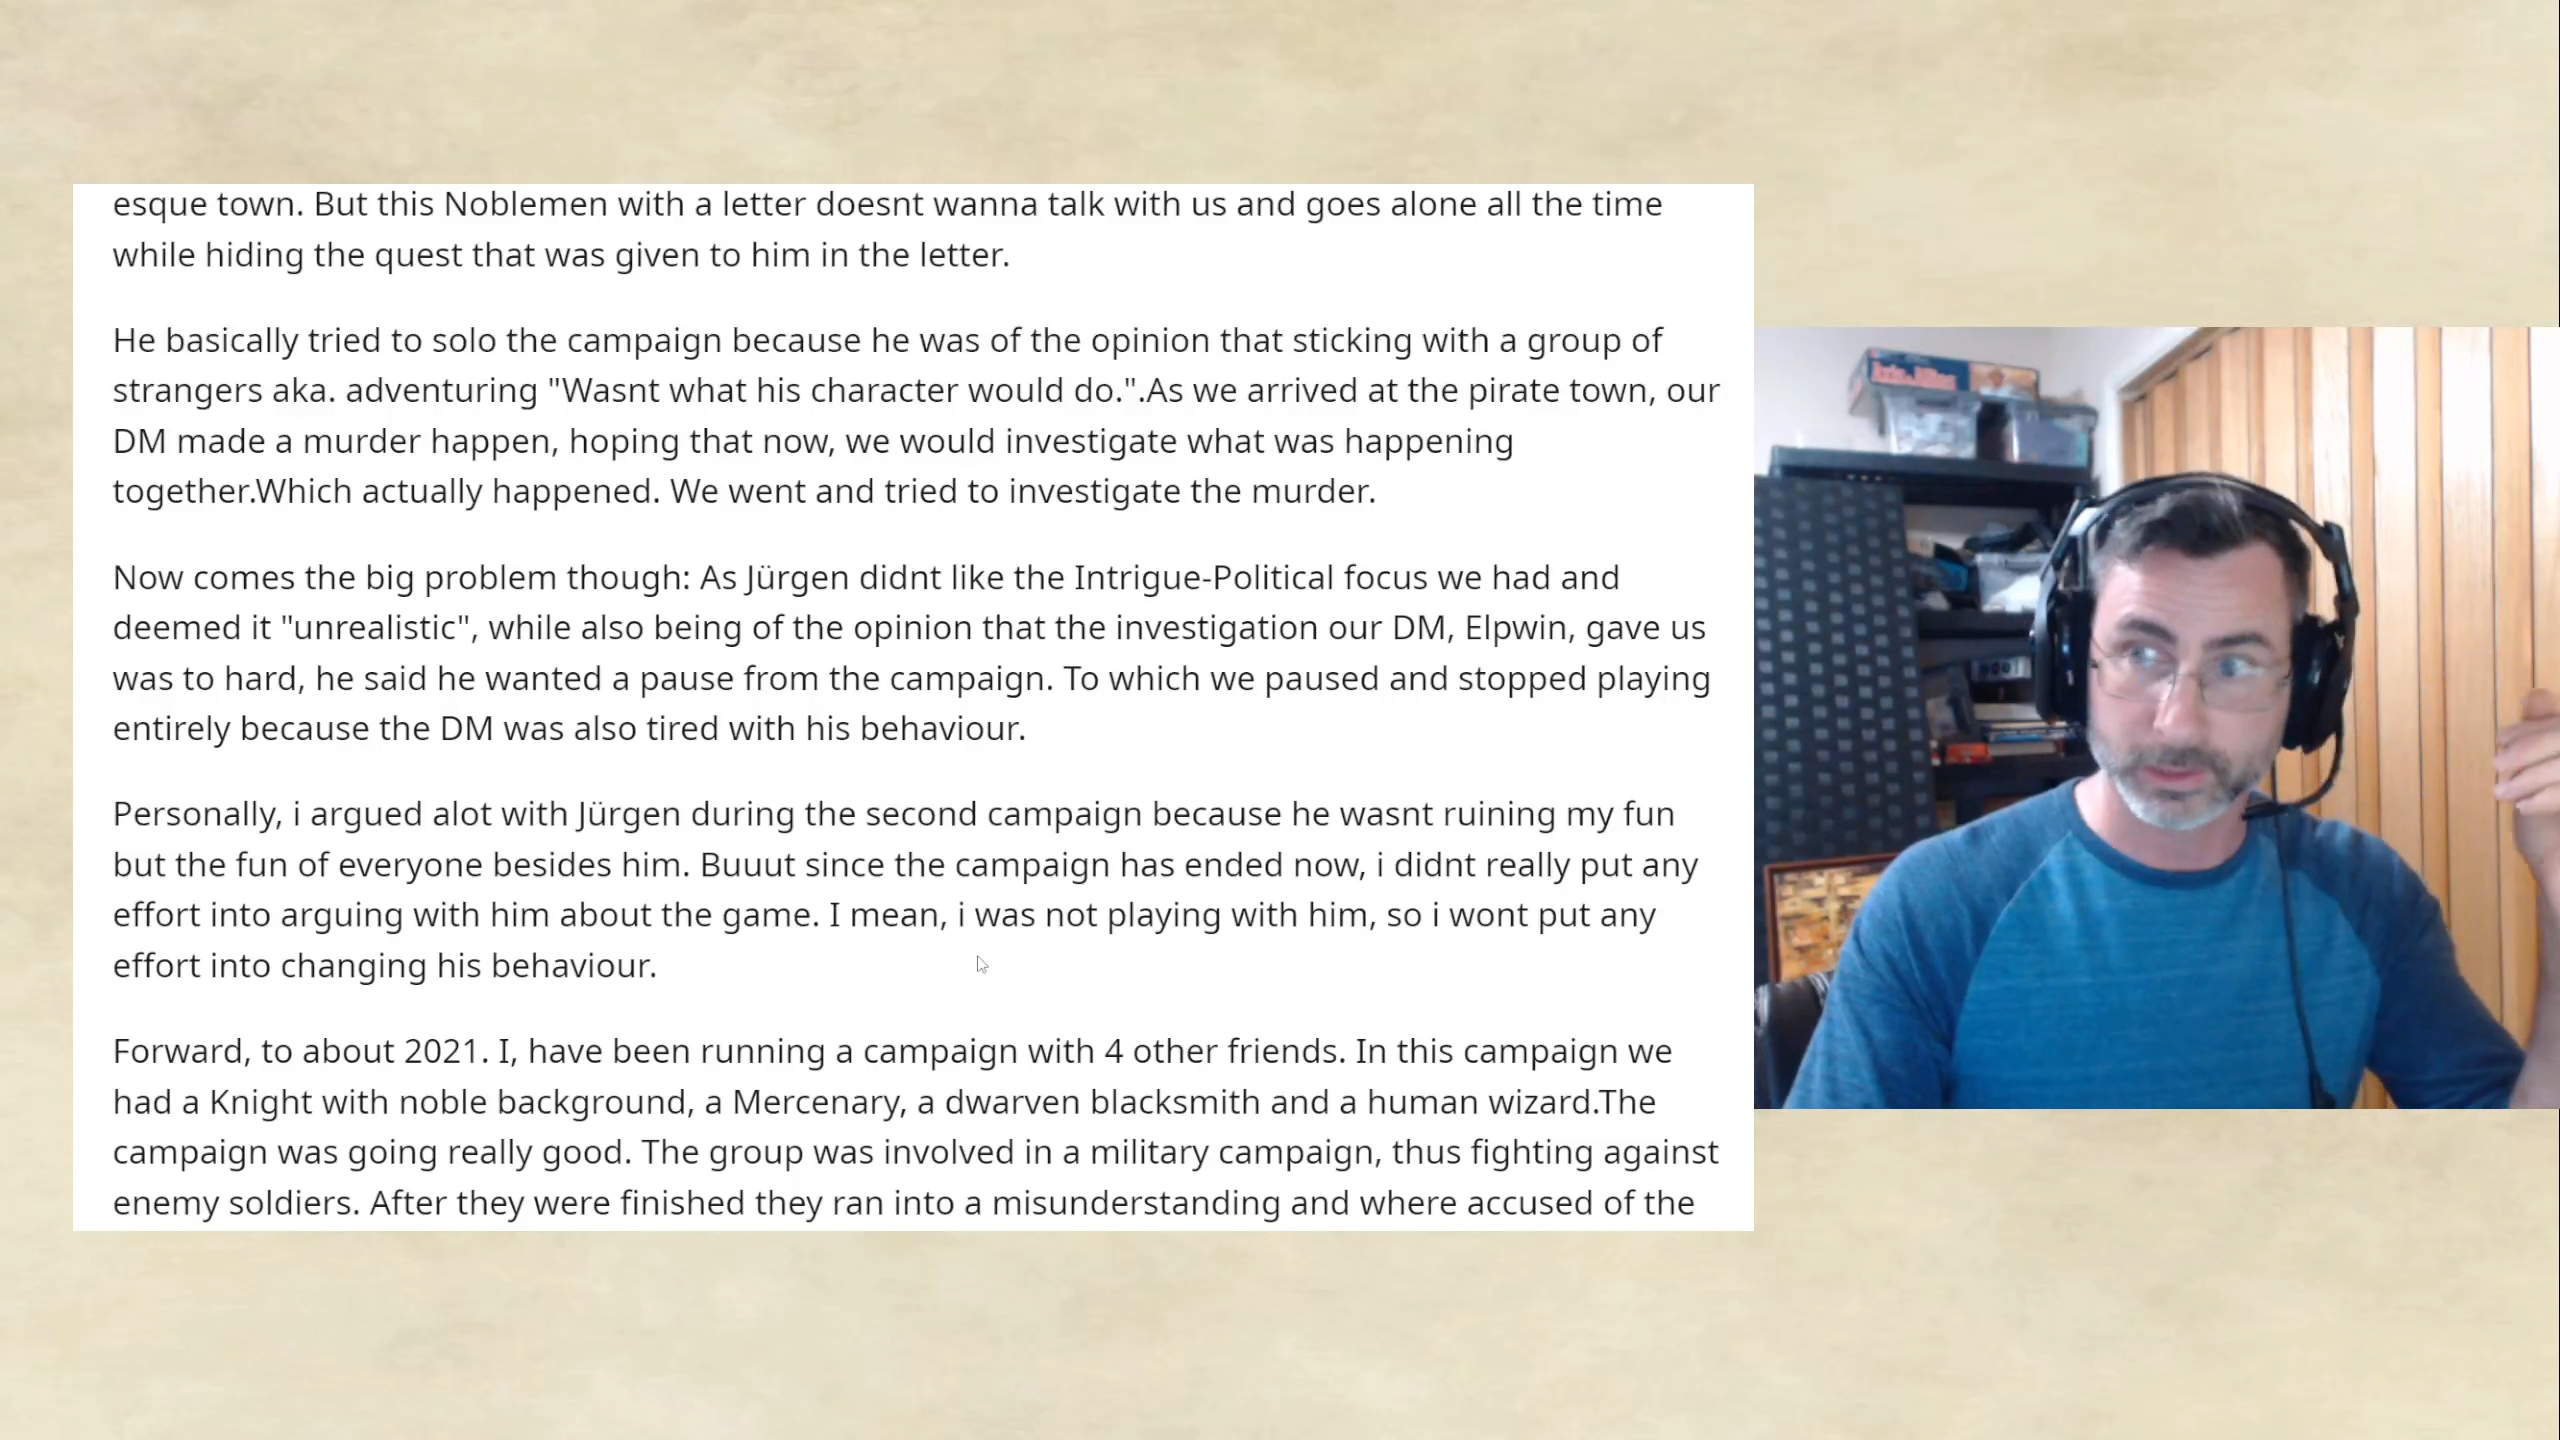 esque town. But this Noblemen with a letter doesnt wanna talk with us and goes alone all the time
while hiding the quest that was given to him in the letter.
He basically tried to solo the campaign because he was of the opinion that sticking with a group of
strangers aka. adventuring "Wasnt what his character would do.".As we arrived at the pirate town, our
DM made a murder happen, hoping that now, we would investigate what was happening
together.Which actually happened. We went and tried to investigate the murder.
Now comes the big problem though: As Jürgen didnt like the Intrigue-Political focus we had and
deemed it "unrealistic", while also being of the opinion that the investigation our DM, Elpwin, gave us
was to hard, he said he wanted a pause from the campaign. To which we paused and stopped playing
entirely because the DM was also tired with his behaviour.
Personally, i argued alot with Jürgen during the second campaign because he wasnt ruining my fun
but the fun of everyone besides him. Buuut since the campaign has ended now, i didnt really put any
effort into arguing with him about the game. I mean, i was not playing with him, so i wont put any
effort into changing his behaviour.
Forward, to about 2021. I, have been running a campaign with 4 other friends. In this campaign we
had a Knight with noble background, a Mercenary, a dwarven blacksmith and a human wizard.The
campaign was going really good. The group was involved in a military campaign, thus fighting against
enemy soldiers. After they were finished they ran into a misunderstanding and where accused of the
Axis & Allies